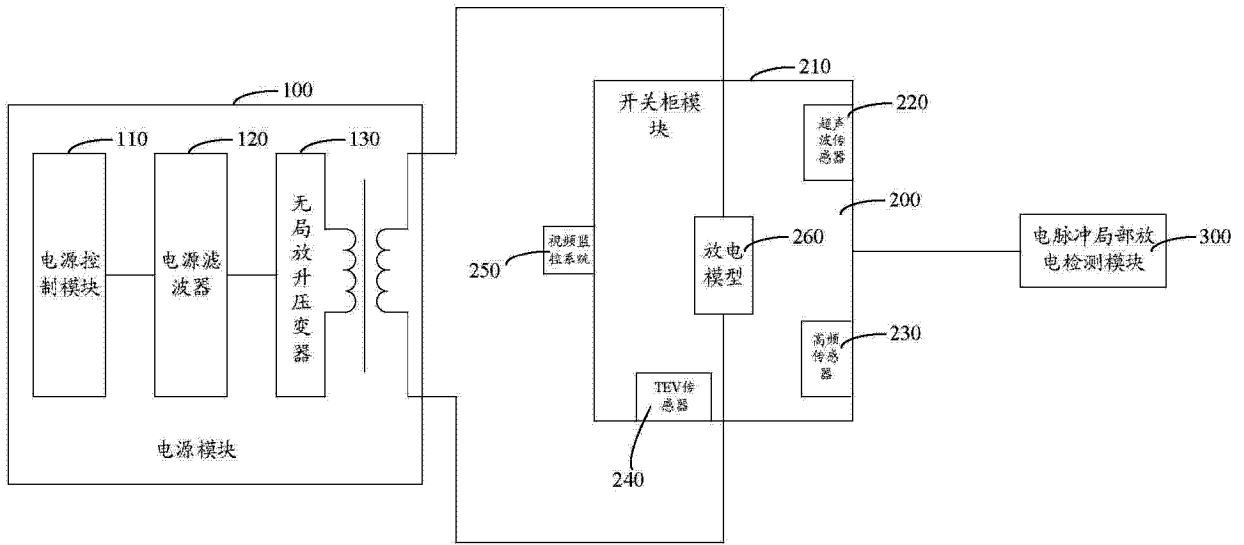 100
110
120
130
电源控
制模块
电源滤
波器
无
局
放
升
压
变
器
电源模块
210
开关柜模
块
220
超声
波传
感器
200
视频监
控系统
250
放电
模型
260
高频
传感
器
230
TEV传
感器
240
电脉冲局部放
电检测模块
300